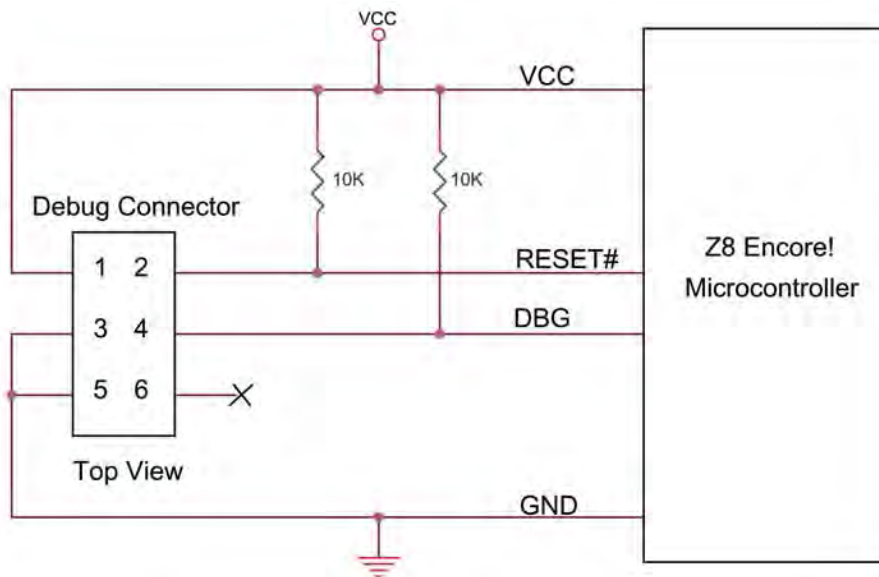 VCC
VCC
10K
10K
Debug Connector
1 2
RESET#
Z8 Encore!
Microcontroller
3 4
DBG
5 6
Top View
GND